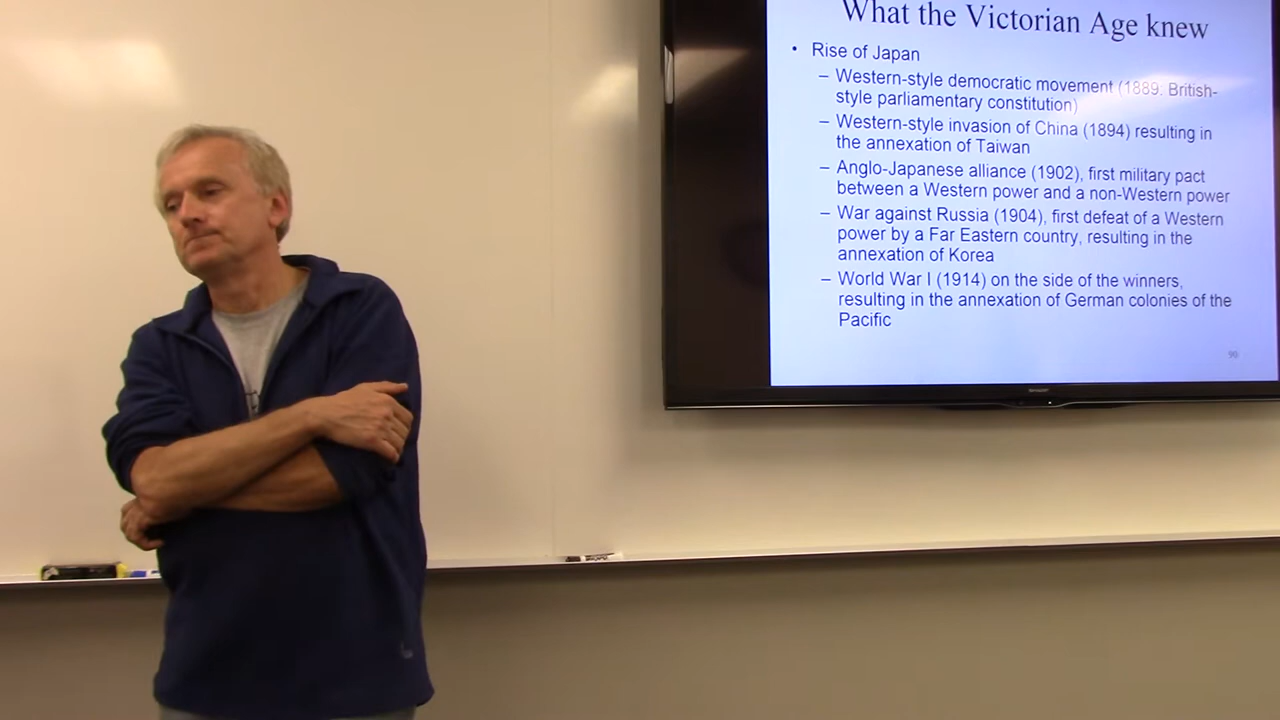 What the Victorian Age knew
• Rise of Japan
– Western-style democratic movement (1889. British-
style parliamentary constitution)
– Western-style invasion of China (1894) resulting in
the annexation of Taiwan
– Anglo-Japanese alliance (1902), first military pact
between a Western power and a non-Western power
– War against Russia (1904), first defeat of a Western
power by a Far Eastern country, resulting in the
annexation of Korea
– World War I (1914) on the side of the winners,
resulting in the annexation of German colonies of the
Pacific
90
SHARP